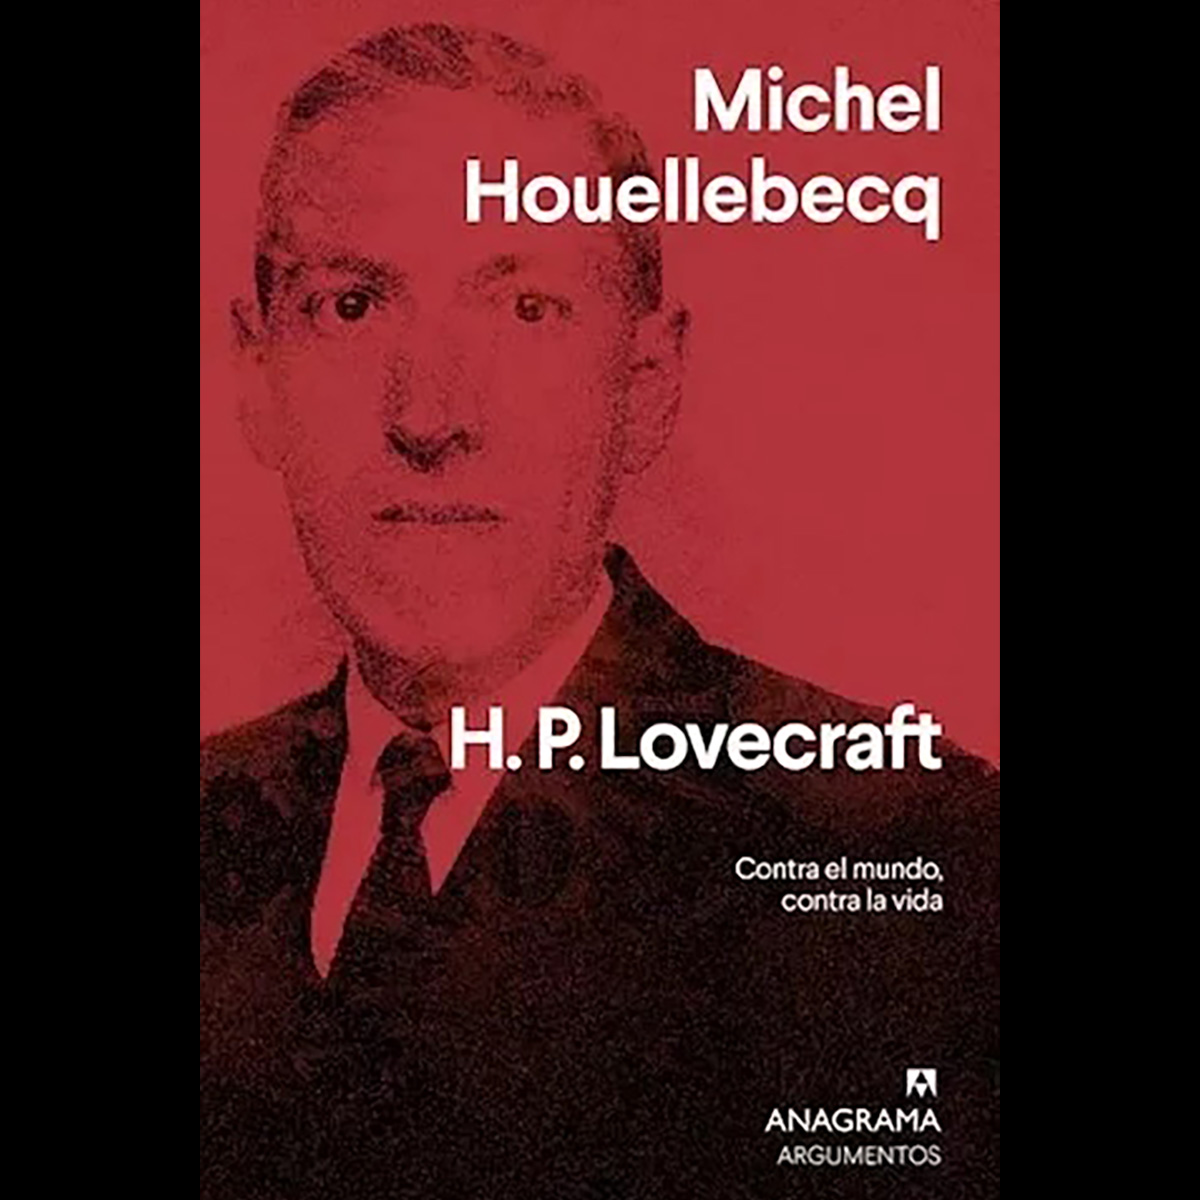 Michel
Houellebecq
H. P. Lovecraft
Contra el mundo,
contra la vida
ANAGRAMA
ARGUMENTOS